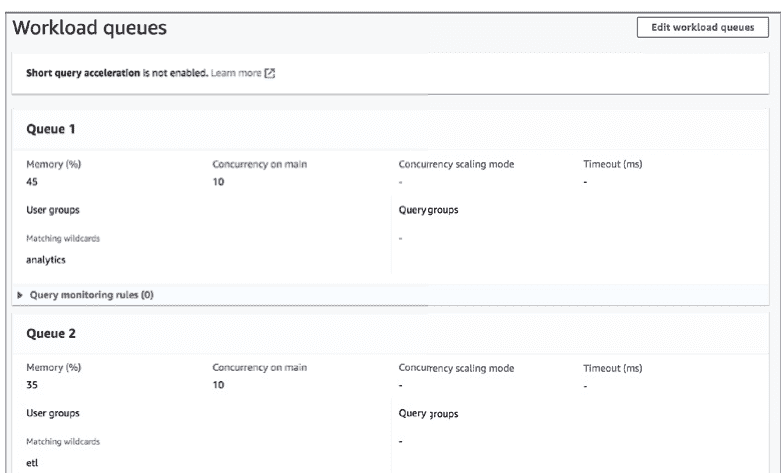 Workload queues
Edit workload queues
Short query acceleration is not enabled. Learn more
Queue 1
Memory (%) Concurrency on main Concurrency scaling mode Timeout (ms)
45 10 - -
User groups Query groups
Matching wildcards -
analytics
Query monitoring rules (0)
Queue 2
Memory (%) Concurrency on main Concurrency scaling mode Timeout (ms)
35 10 - -
User groups Query groups
Matching wildcards -
etl